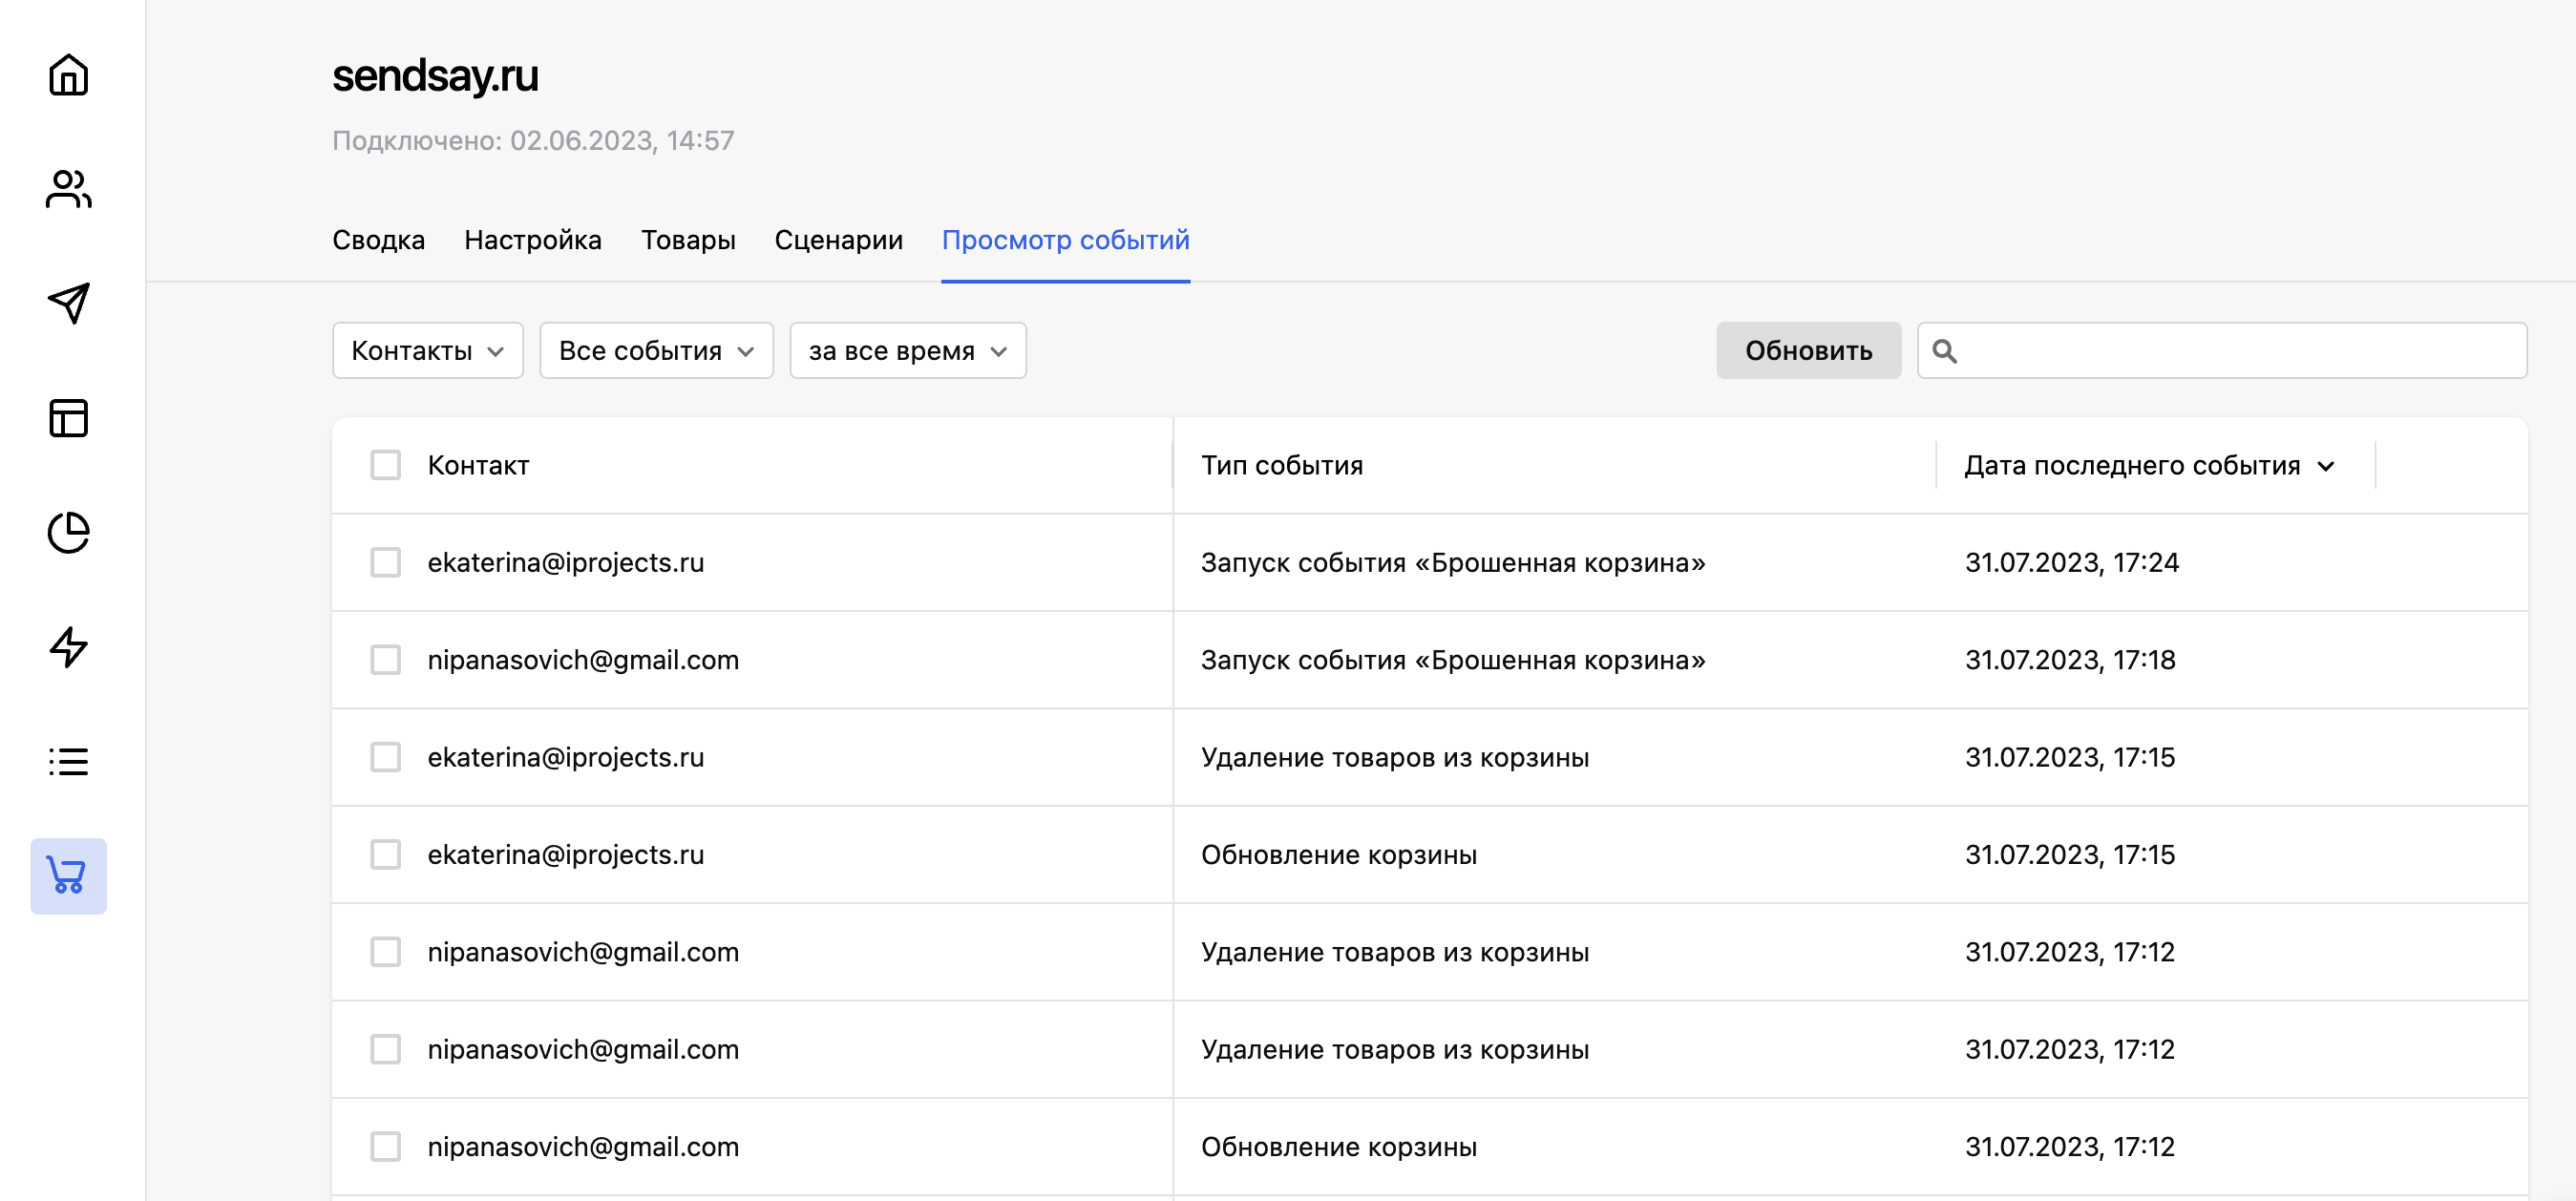 sendsay.ru
Подключено: 02.06.2023, 14:57
Сводка Настройка Товары Сценарии Просмотр событий
Контакты Все события за все время Обновить
Контакт Тип события Дата последнего события
ekaterina@iprojects.ru Запуск события «Брошенная корзина» 31.07.2023, 17:24
nipanasovich@gmail.com Запуск события «Брошенная корзина» 31.07.2023, 17:18
ekaterina@iprojects.ru Удаление товаров из корзины 31.07.2023, 17:15
ekaterina@iprojects.ru Обновление корзины 31.07.2023, 17:15
nipanasovich@gmail.com Удаление товаров из корзины 31.07.2023, 17:12
nipanasovich@gmail.com Удаление товаров из корзины 31.07.2023, 17:12
nipanasovich@gmail.com Обновление корзины 31.07.2023, 17:12